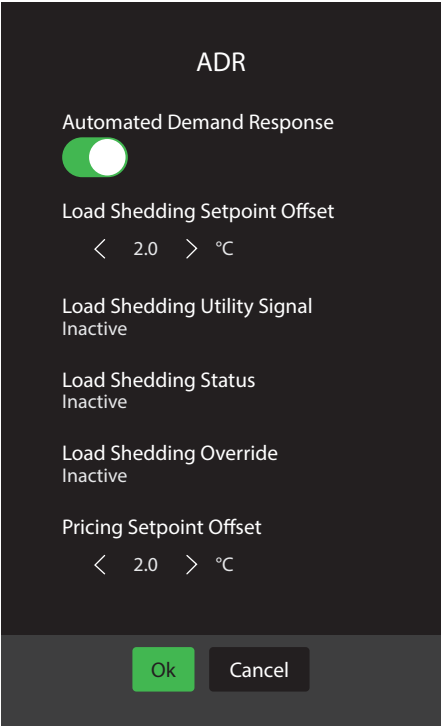 ADR
Automated Demand Response
Load Shedding Setpoint Offset
< 2.0 > °C
Load Shedding Utility Signal
Inactive
Load Shedding Status
Inactive
Load Shedding Override
Inactive
Pricing Setpoint Offset
< 2.0 > °C
Ok Cancel